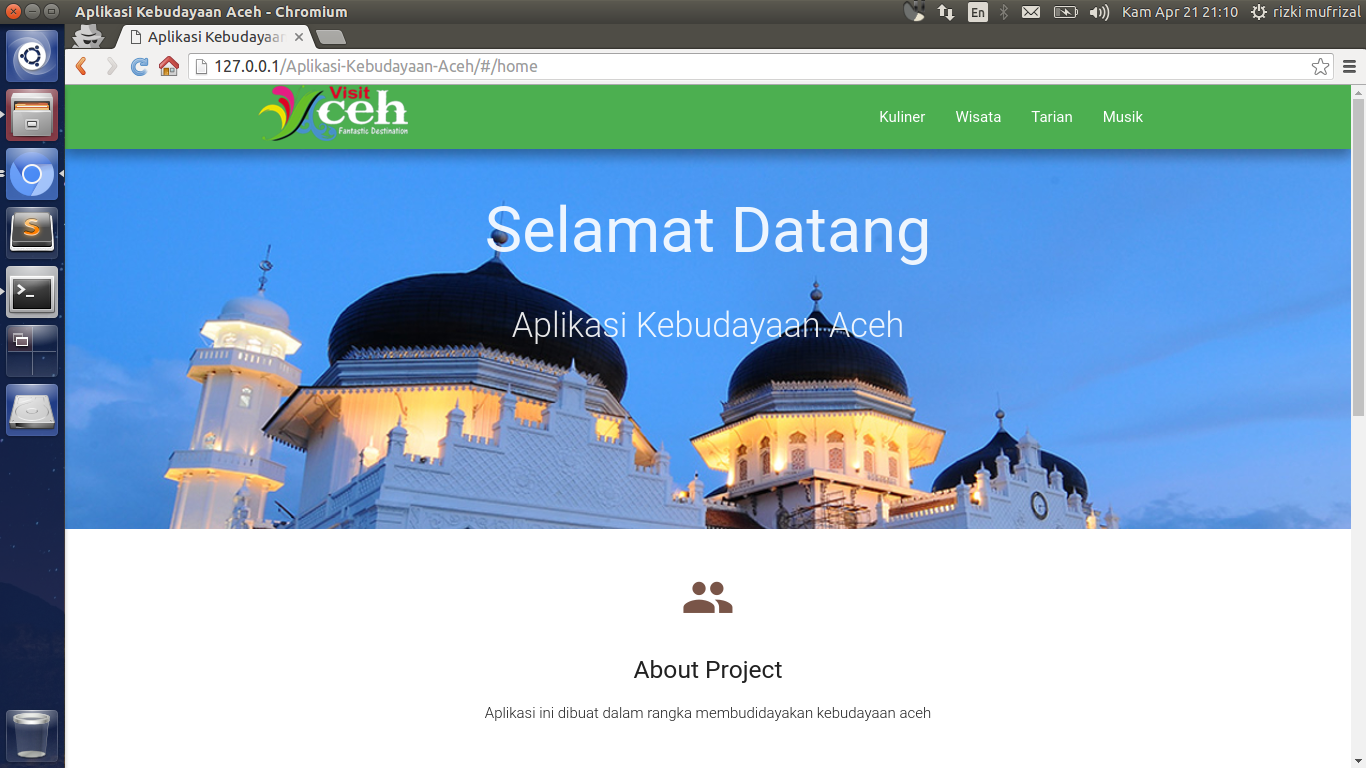 Aplikasi Kebudayaan Aceh - Chromium
En
Kam Apr 21 21:10
rizki mufrizal
Aplikasi Kebudayaan
127.0.0.1/Aplikasi-Kebudayaan-Aceh/#/home
Visit
Aceh
Fantastic Destination
Kuliner
Wisata
Tarian
Musik
Selamat Datang
Aplikasi Kebudayaan Aceh
About Project
Aplikasi ini dibuat dalam rangka membudidayakan kebudayaan aceh